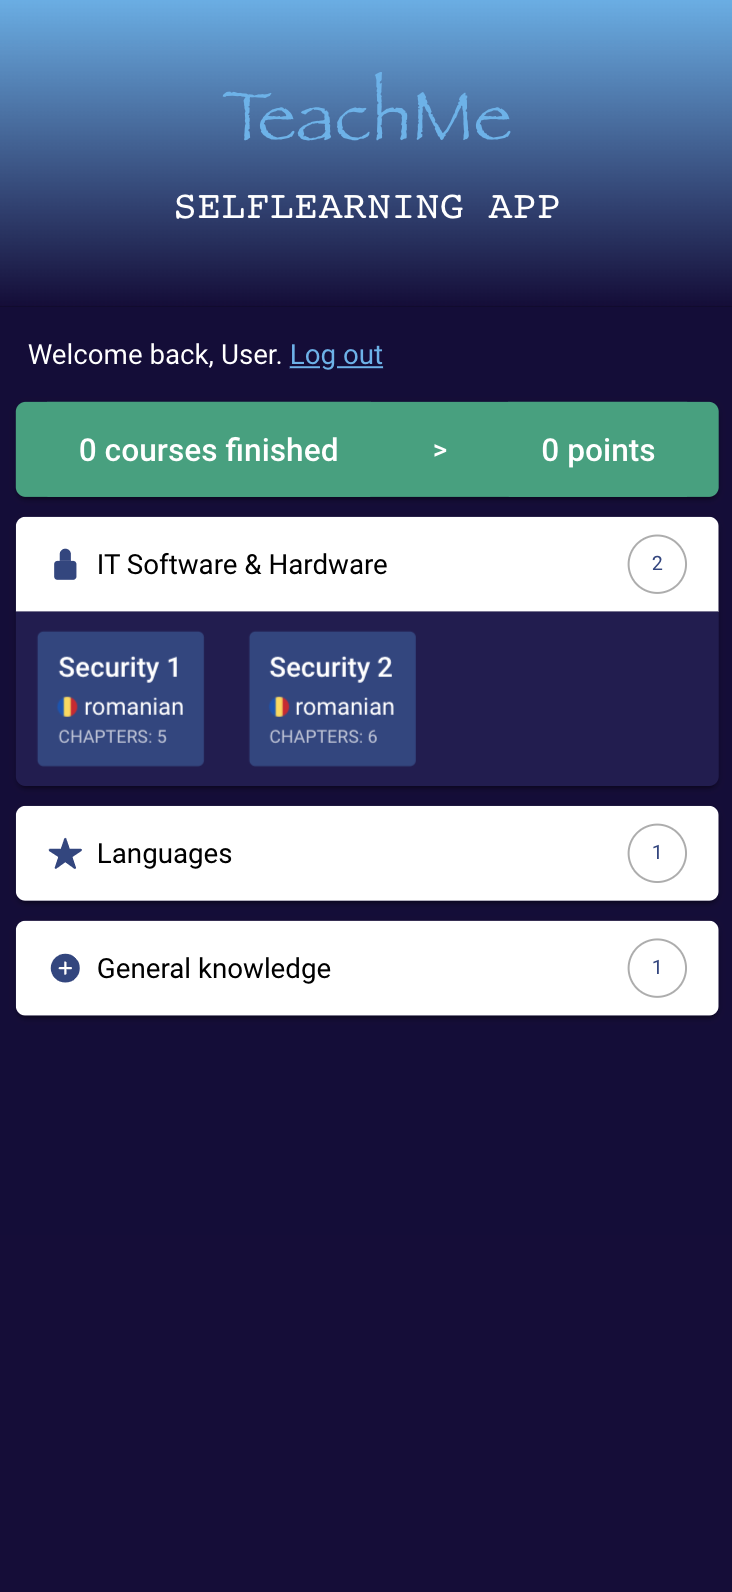 TeachMe
SELFLEARNING APP
Welcome back, User. Log out
0 courses finished > 0 points
IT Software & Hardware 2
Security 1 Security 2
romanian romanian
CHAPTERS: 5 CHAPTERS: 6
Languages 1
General knowledge 1